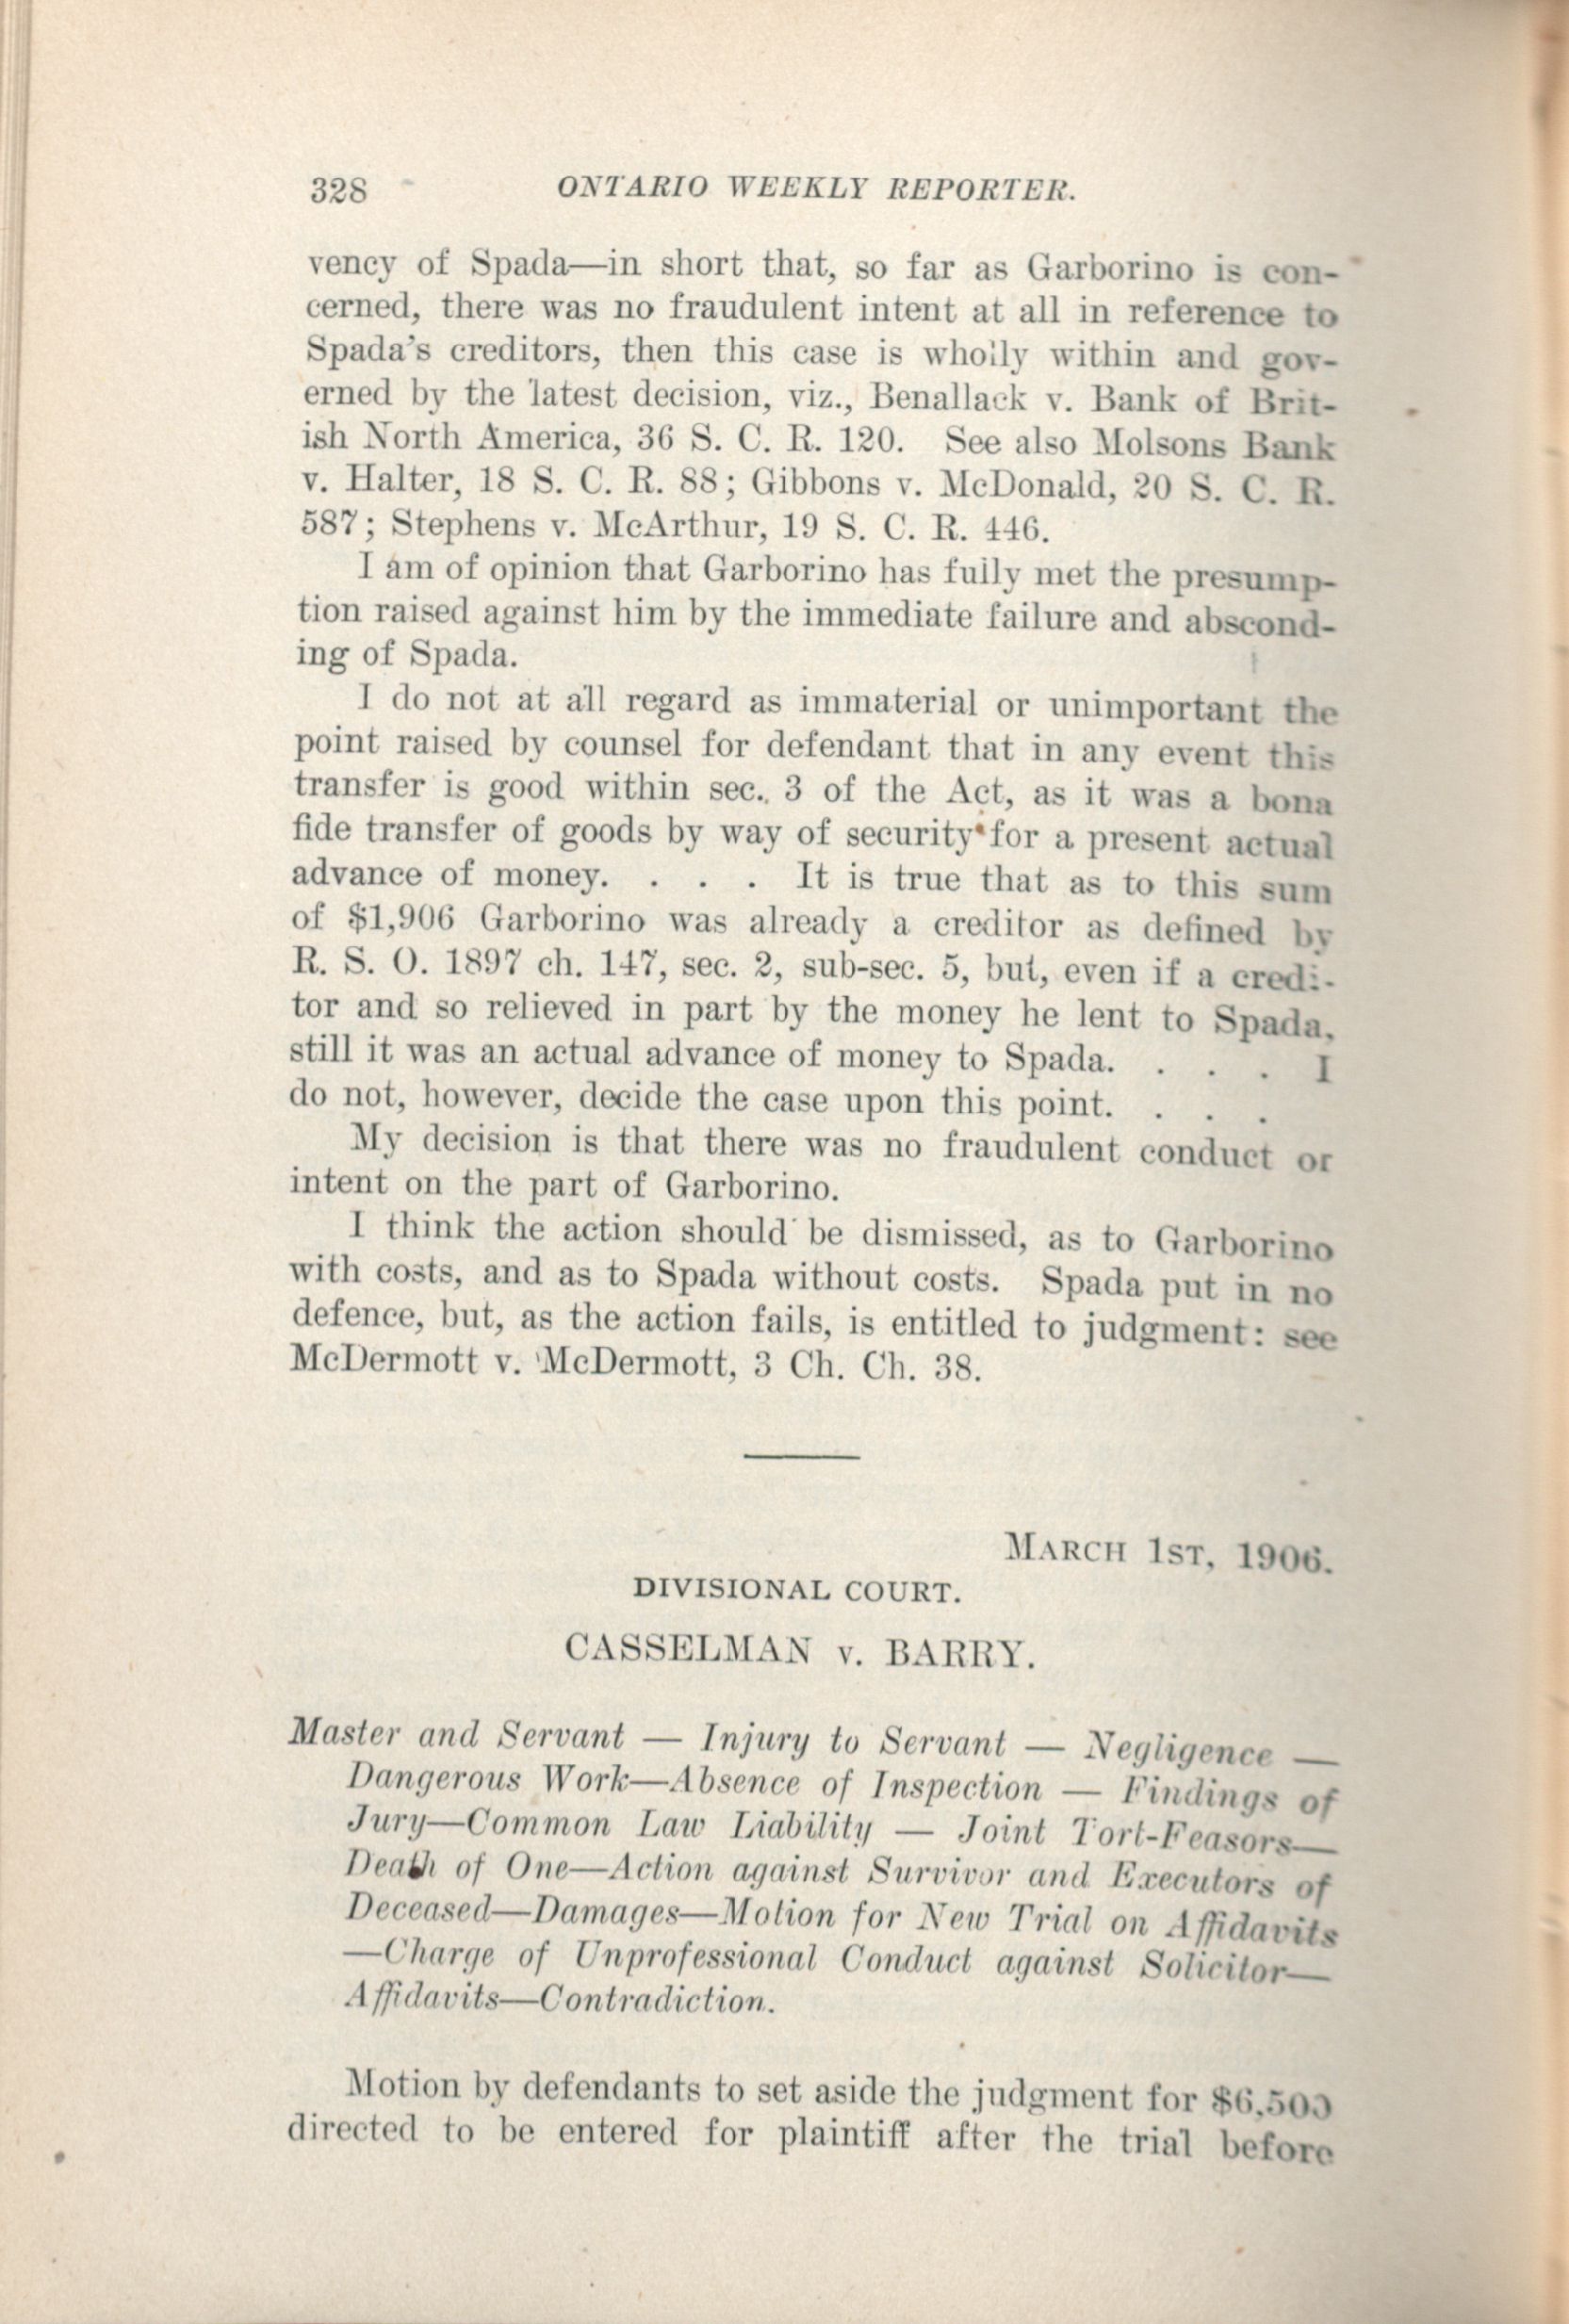 328 ONTARIO WEEKLY REPORTER.
vency of Spada—in short that, so far as Garborino is con-
cerned, there was no fraudulent intent at all in reference to
Spada's creditors, then this case is wholly within and gov-
erned by the latest decision, viz., Benallack v. Bank of Brit-
ish North America, 36 S. C. R. 120. See also Molsons Bank
v. Halter, 18 S. C. R. 88; Gibbons v. McDonald, 20 S. C. R.
587; Stephens v. McArthur, 19 S. C. R. 446.
I am of opinion that Garborino has fully met the presump-
tion raised against him by the immediate failure and abscond-
ing of Spada.
I do not at all regard as immaterial or unimportant the
point raised by counsel for defendant that in any event this
transfer is good within sec. 3 of the Act, as it was a bona
fide transfer of goods by way of security for a present actual
advance of money. . . . It is true that as to this sum
of $1,906 Garborino was already a creditor as defined by
R. S. O. 1897 ch. 147, sec. 2, sub-sec. 5, but, even if a credi-
tor and so relieved in part by the money he lent to Spada,
still it was an actual advance of money to Spada. . . . I
do not, however, decide the case upon this point. . . .
My decision is that there was no fraudulent conduct or
intent on the part of Garborino.
I think the action should be dismissed, as to Garborino
with costs, and as to Spada without costs. Spada put in no
defence, but, as the action fails, is entitled to judgment: see
McDermott v. McDermott, 3 Ch. Ch. 38.
MARCH 1ST, 1906.
DIVISIONAL COURT.
CASSELMAN v. BARRY.
Master and Servant — Injury to Servant — Negligence —
Dangerous Work—Absence of Inspection — Findings of
Jury—Common Law Liability — Joint Tort-Feasors—
Death of One—Action against Survivor and Executors of
Deceased—Damages—Motion for New Trial on Affidavits
—Charge of Unprofessional Conduct against Solicitor—
Affidavits—Contradiction.
Motion by defendants to set aside the judgment for $6,500
directed to be entered for plaintiff after the trial before